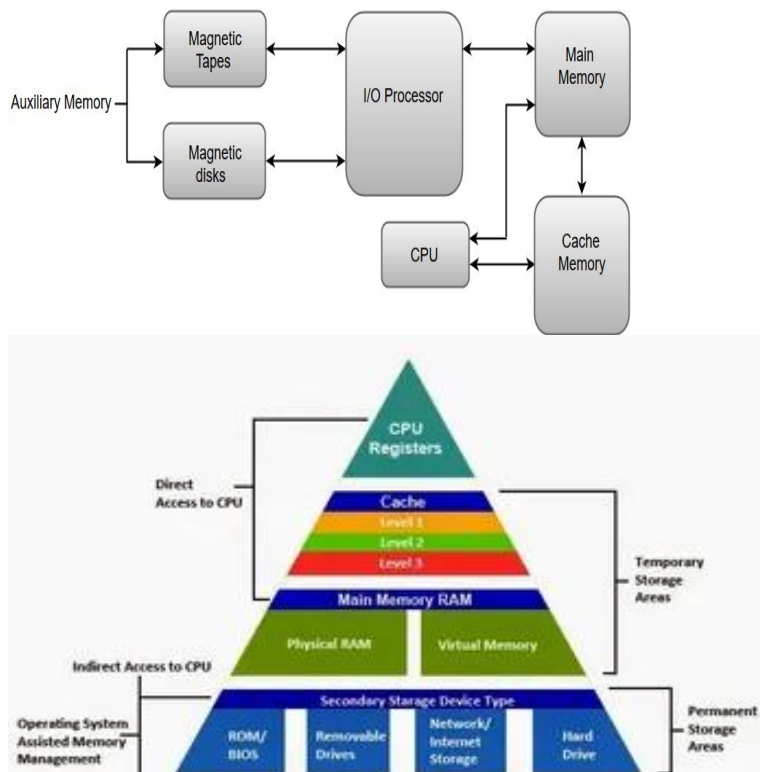 Magnetic
Tapes
I/O Processor
Main
Memory
Auxiliary Memory
Magnetic
disks
CPU
Cache
Memory
CPU
Registers
Direct
Access to CPU
Cache
Level 1
Level 2
Level 3
Temporary
Storage
Areas
Main Memory RAM
Physical RAM
Virtual Memory
Indirect Access to CPU
Secondary Starage Device Type
Operating System
Assisted Memory
Management
ROM/
BIOS
Removable
Drives
Network/
Internet
Storage
Hard
Drive
Permanent
Storage
Areas